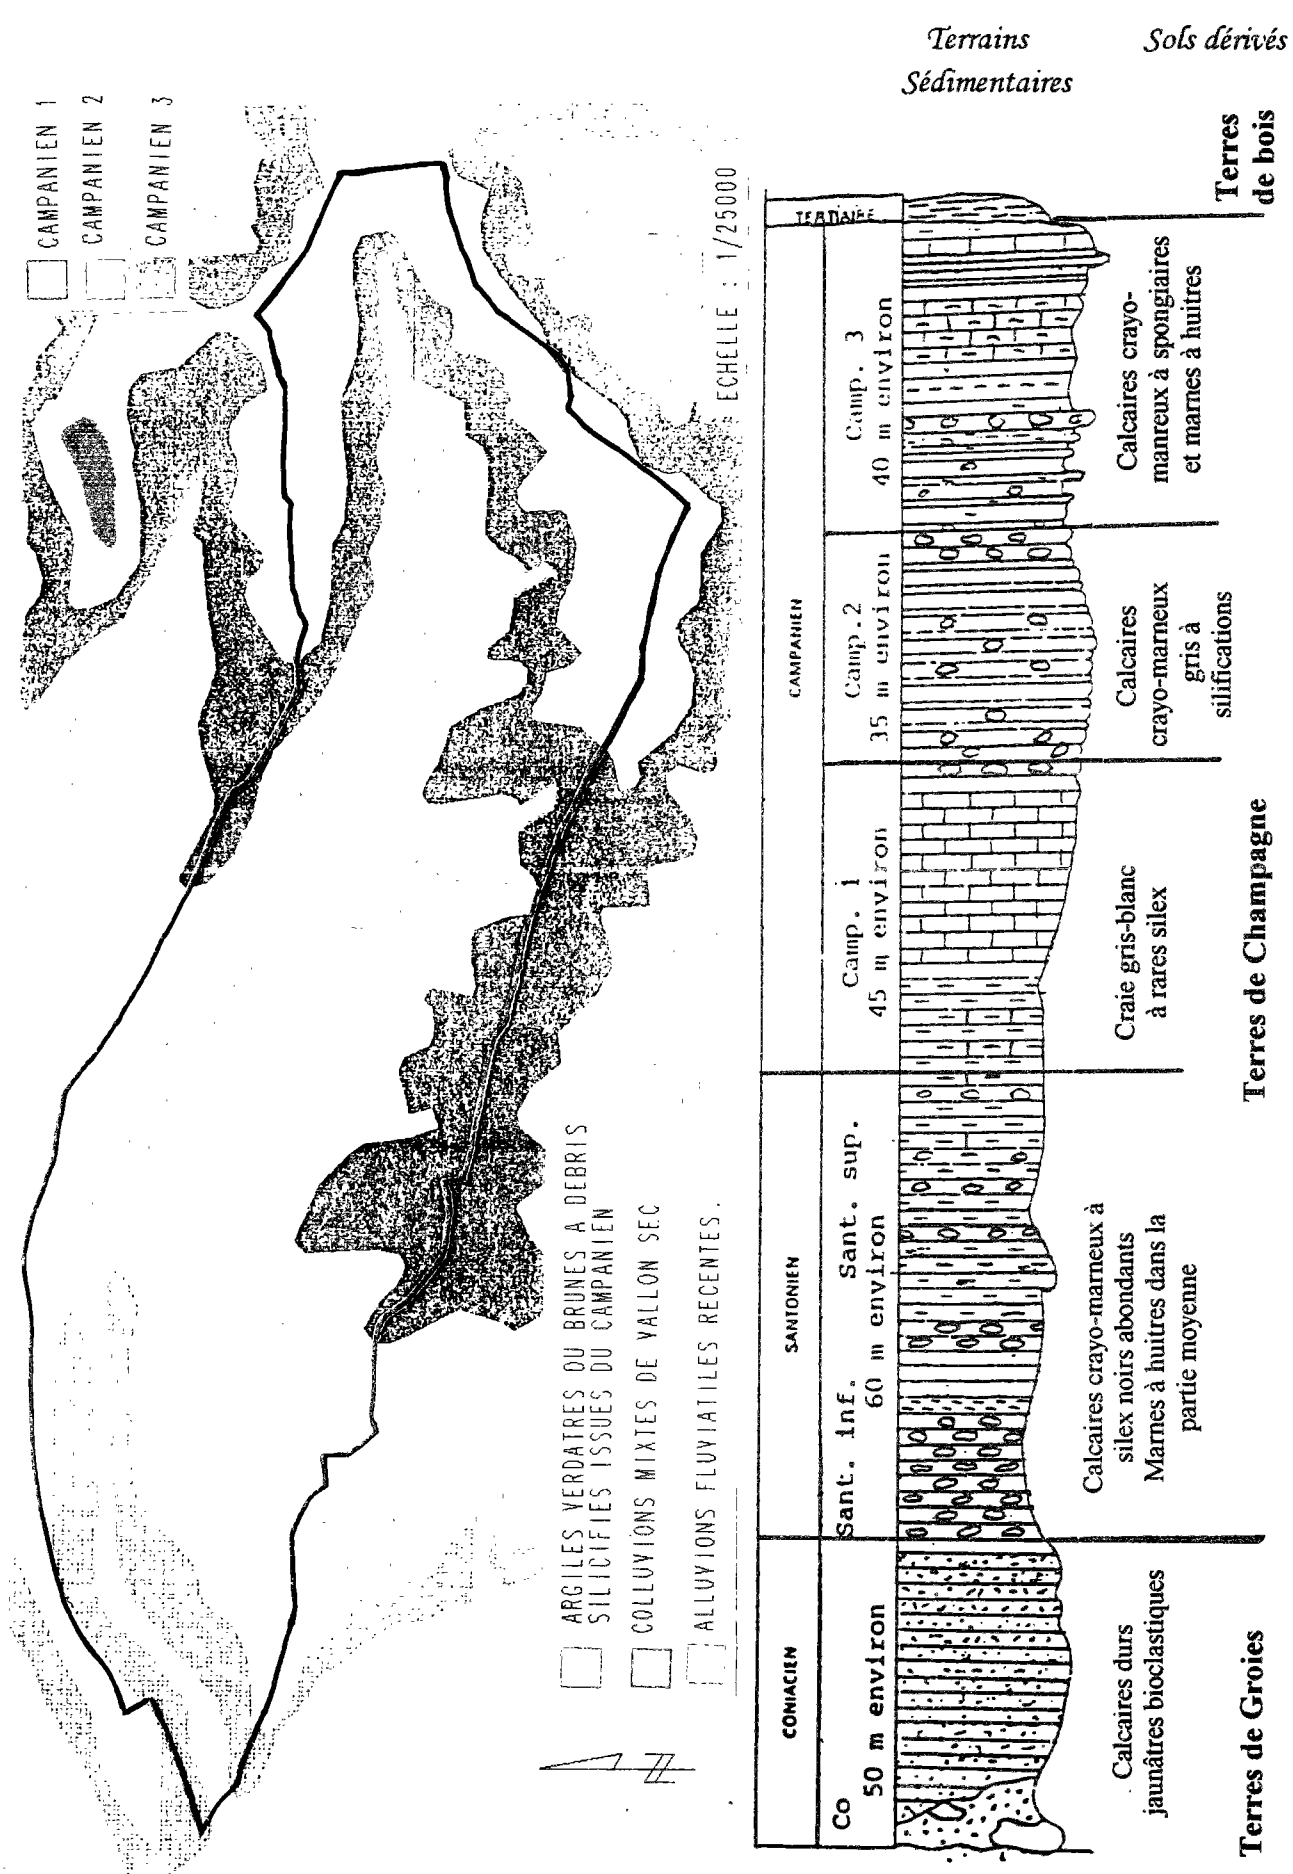 Terrains
Sédimentaires
Sols dérivés
CAMPANIEN 1
CAMPANIEN 2
CAMPANIEN 3
ECHELLE : 1/25000
ARGILES VERDATRES OU BRUNES A DEBRIS
SILICIFIES ISSUES DU CAMPANIEN
COLLUVIONS MIXTES DE VALLON SEC
ALLUVIONS FLUVIATILES RECENTES.
N
TERTIAIRE
CAMPANIEN
SANTONIEN
CONIACIEN
Camp. 3
40 m environ
Camp.2
35 m environ
Camp. 1
45 m environ
Sant. inf. Sant. sup.
60 m environ
Co
50 m environ
Calcaires crayo-
manreux à spongiaires
et marnes à huitres
Calcaires
crayo-marneux
gris à
silifications
Craie gris-blanc
à rares silex
Calcaires crayo-marneux à
silex noirs abondants
Marnes à huitres dans la
partie moyenne
Calcaires durs
jaunâtres bioclastiques
Terres
de bois
Terres de Champagne
Terres de Groies